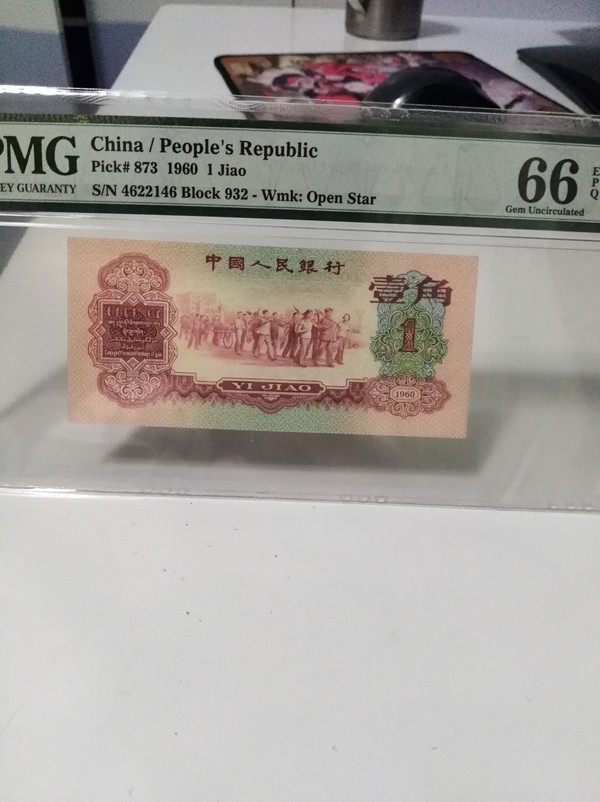 PMG
EY GUARANTY
China / People's Republic
Pick# 873 1960 1 Jiao
S/N 4622146 Block 932 - Wmk: Open Star
66
Gem Uncirculated
E
P
Q
中國人民銀行
壹角
1
YI JIAO
1960